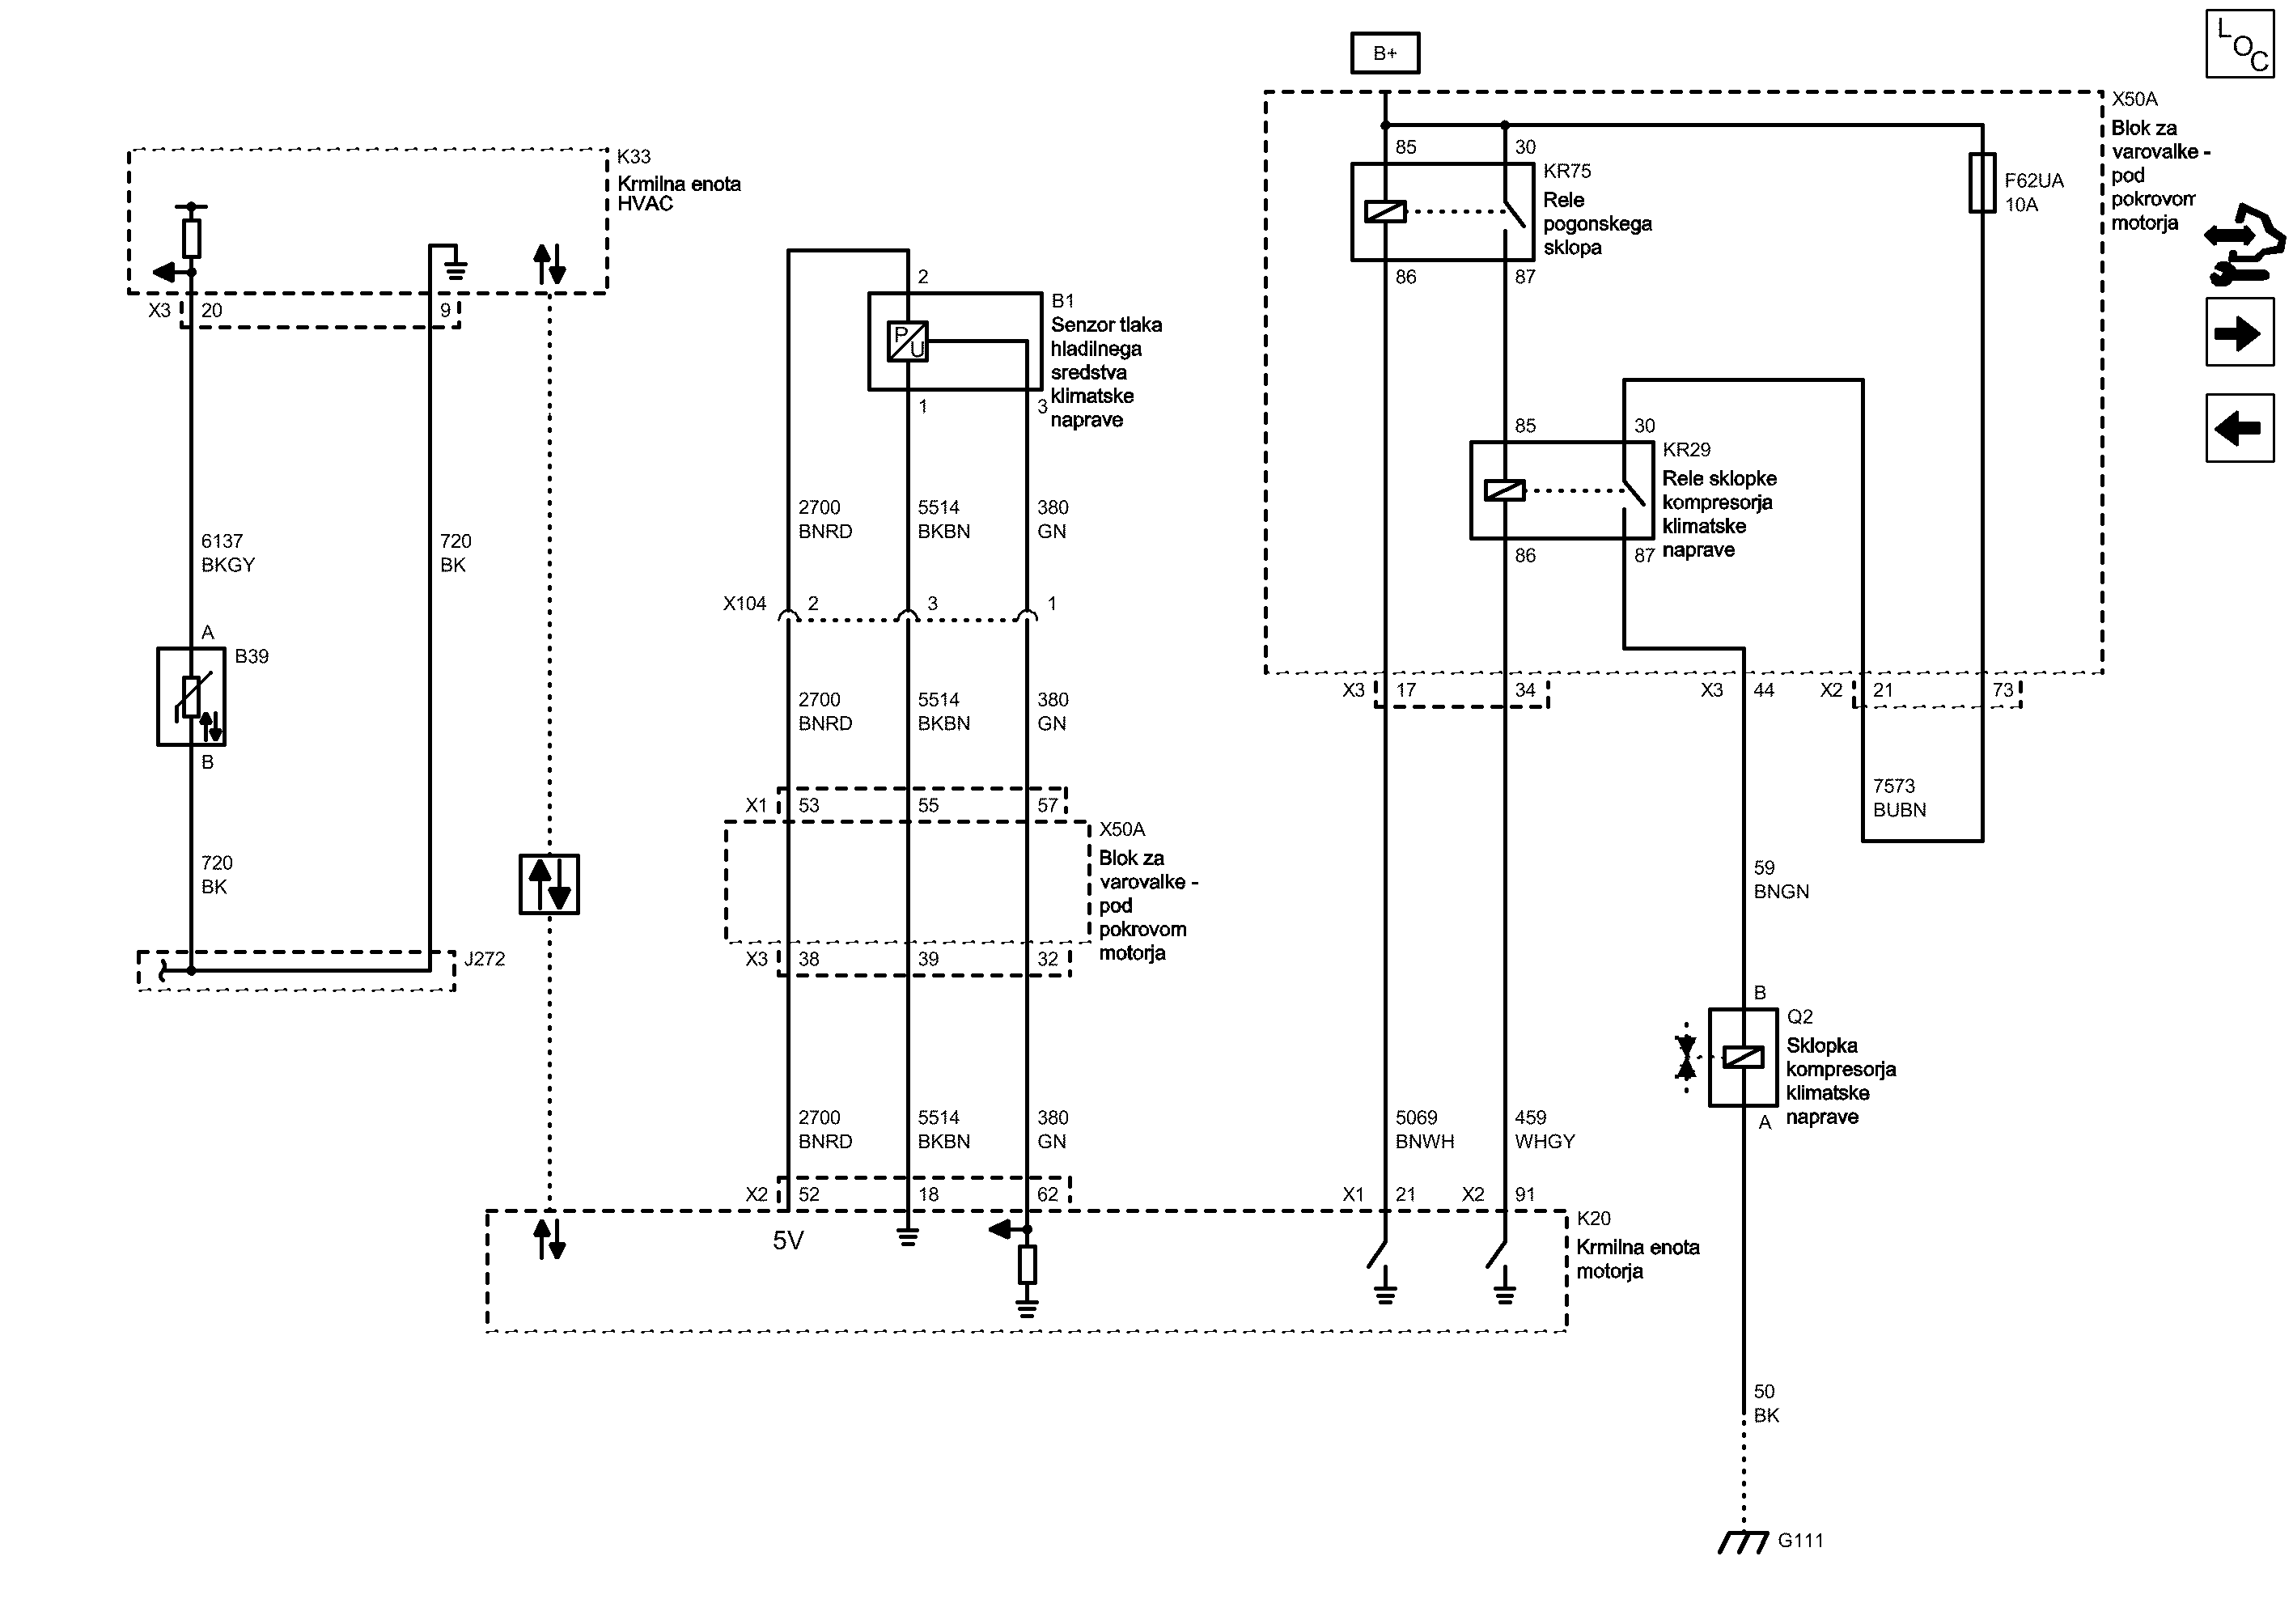 B+
LOC
X50A
Blok za
varovalke -
pod
pokrovom
motorja
85
30
KR75
Rele
pogonskega
sklopa
86
87
F62UA
10A
K33
Krmilna enota
HVAC
X3
20
9
2
B1
Senzor tlaka
hladilnega
sredstva
klimatske
naprave
P
U
1
3
85
30
KR29
Rele sklopke
kompresorja
klimatske
naprave
86
87
2700
BNRD
5514
BKBN
380
GN
6137
BKGY
720
BK
X104
2
3
1
A
B39
B
2700
BNRD
5514
BKBN
380
GN
X3
17
34
X3
44
X2
21
73
7573
BUBN
X1
53
55
57
X50A
Blok za
varovalke -
pod
pokrovom
motorja
720
BK
59
BNGN
J272
X3
38
39
32
B
Q2
Sklopka
kompresorja
klimatske
naprave
A
2700
BNRD
5514
BKBN
380
GN
5069
BNWH
459
WHGY
X2
52
18
62
X1
21
X2
91
5V
K20
Krmilna enota
motorja
50
BK
G111